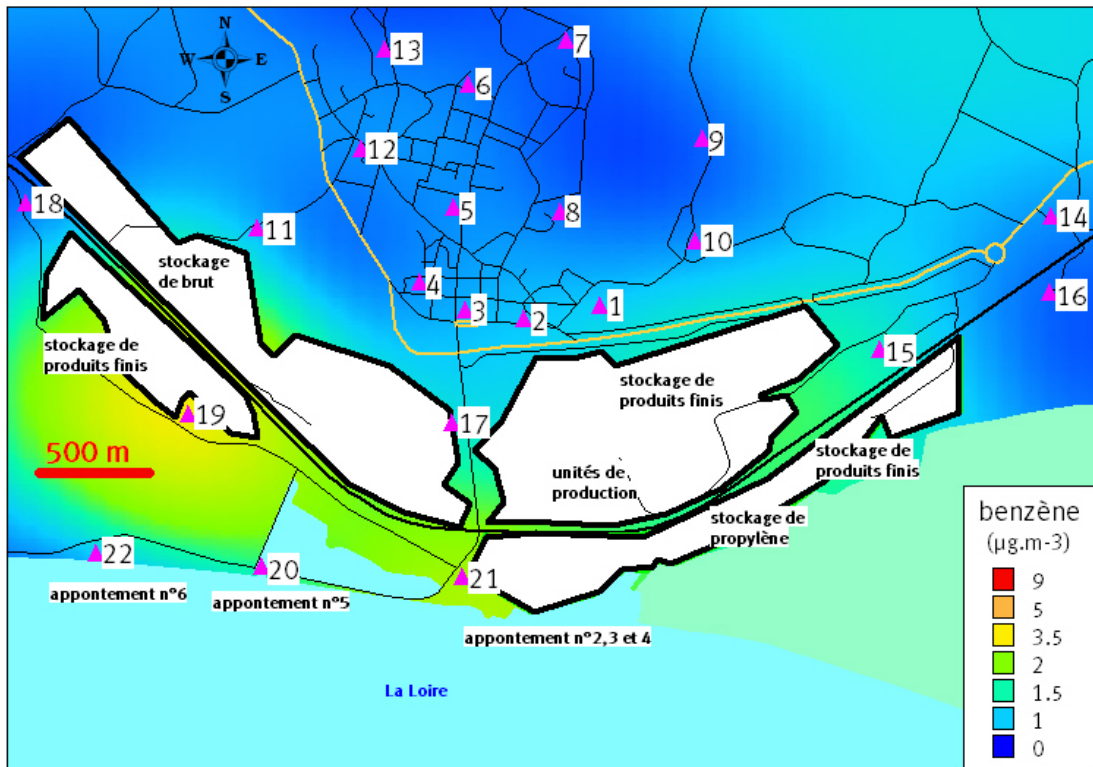 N
W E
S
13
7
6
9
12
18
5
8
14
11
10
stockage
de brut
4
16
3
1
2
stockage de
produits finis
15
stockage de
produits finis
19
17
500 m
stockage de
produits finis
unités de
production
stockage de
propylène
22
20
21
appontement n°6
appontement n°5
appontement n°2,3 et 4
La Loire
benzène
(µg.m-3)
9
5
3.5
2
1.5
1
0